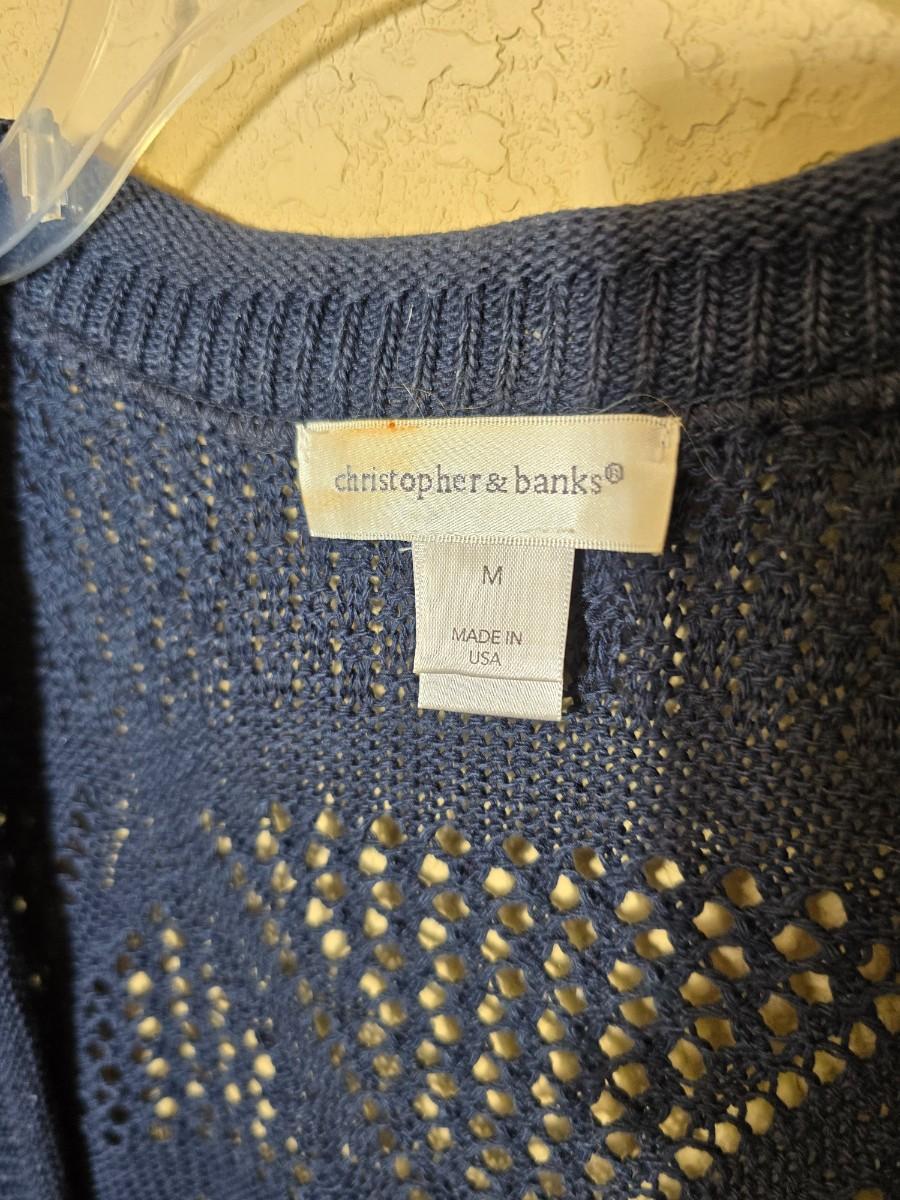 christopher & banks®
M
MADE IN
USA